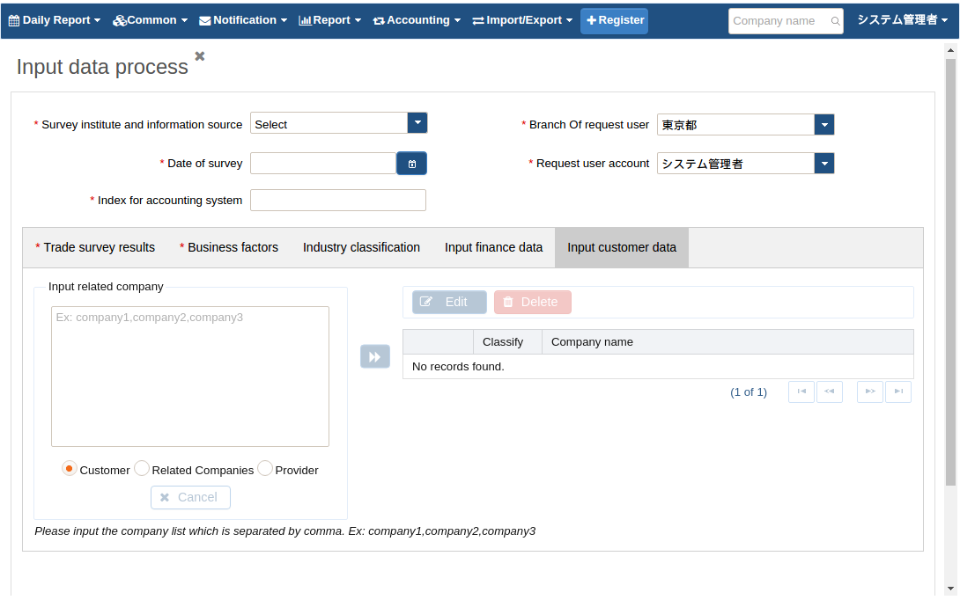 Daily Report Common Notification Report Accounting Import/Export Register Company name システム管理者
Input data process
* Survey institute and information source Select * Branch Of request user 東京都
* Date of survey * Request user account システム管理者
* Index for accounting system
* Trade survey results * Business factors Industry classification Input finance data Input customer data
Input related company
Edit Delete
Ex: company1,company2,company3
Classify Company name
No records found.
(1 of 1)
Customer Related Companies Provider
Cancel
Please input the company list which is separated by comma. Ex: company1,company2,company3